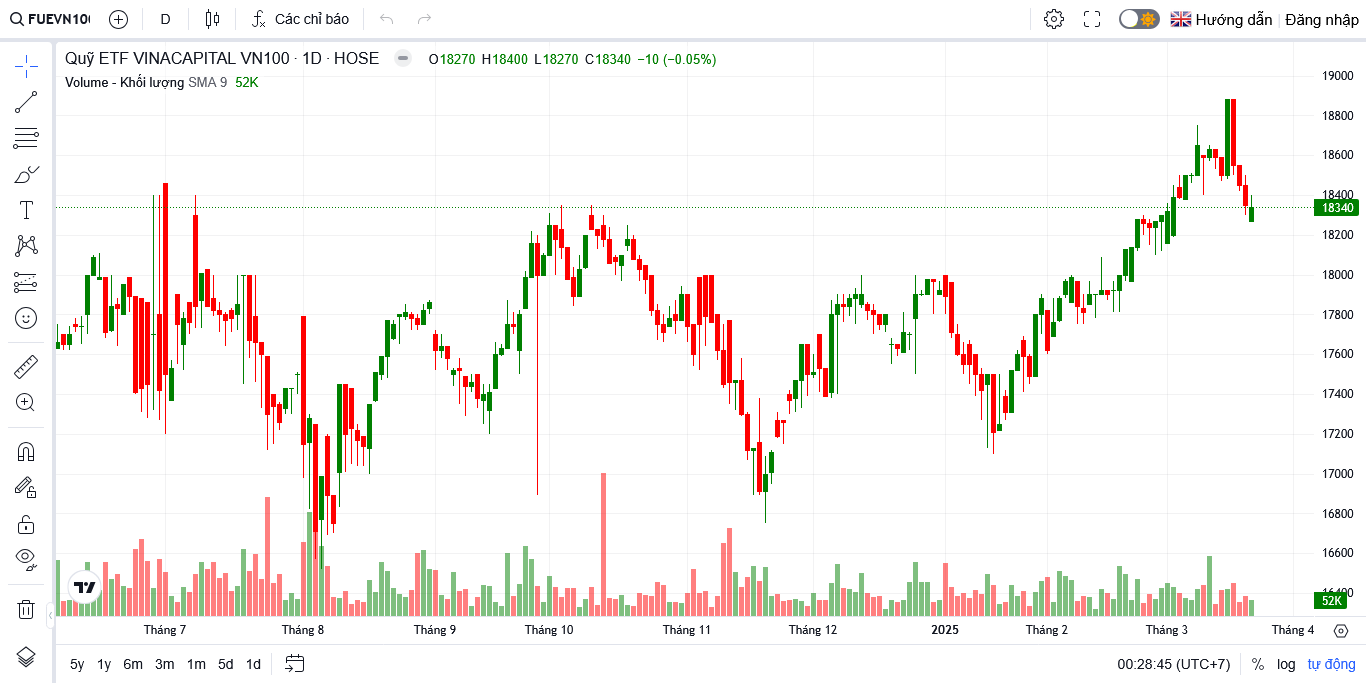 FUEVN100 D Các chỉ báo Hướng dẫn Đăng nhập
Quỹ ETF VINACAPITAL VN100 · 1D · HOSE O18270 H18400 L18270 C18340 −10 (−0.05%)
Volume - Khối lượng SMA 9 52K
19000
18800
18600
18400
18340
18200
18000
17800
17600
17400
17200
17000
16800
16600
16400
52K
Tháng 7 Tháng 8 Tháng 9 Tháng 10 Tháng 11 Tháng 12 2025 Tháng 2 Tháng 3 Tháng 4
5y 1y 6m 3m 1m 5d 1d 00:28:45 (UTC+7) % log tự động